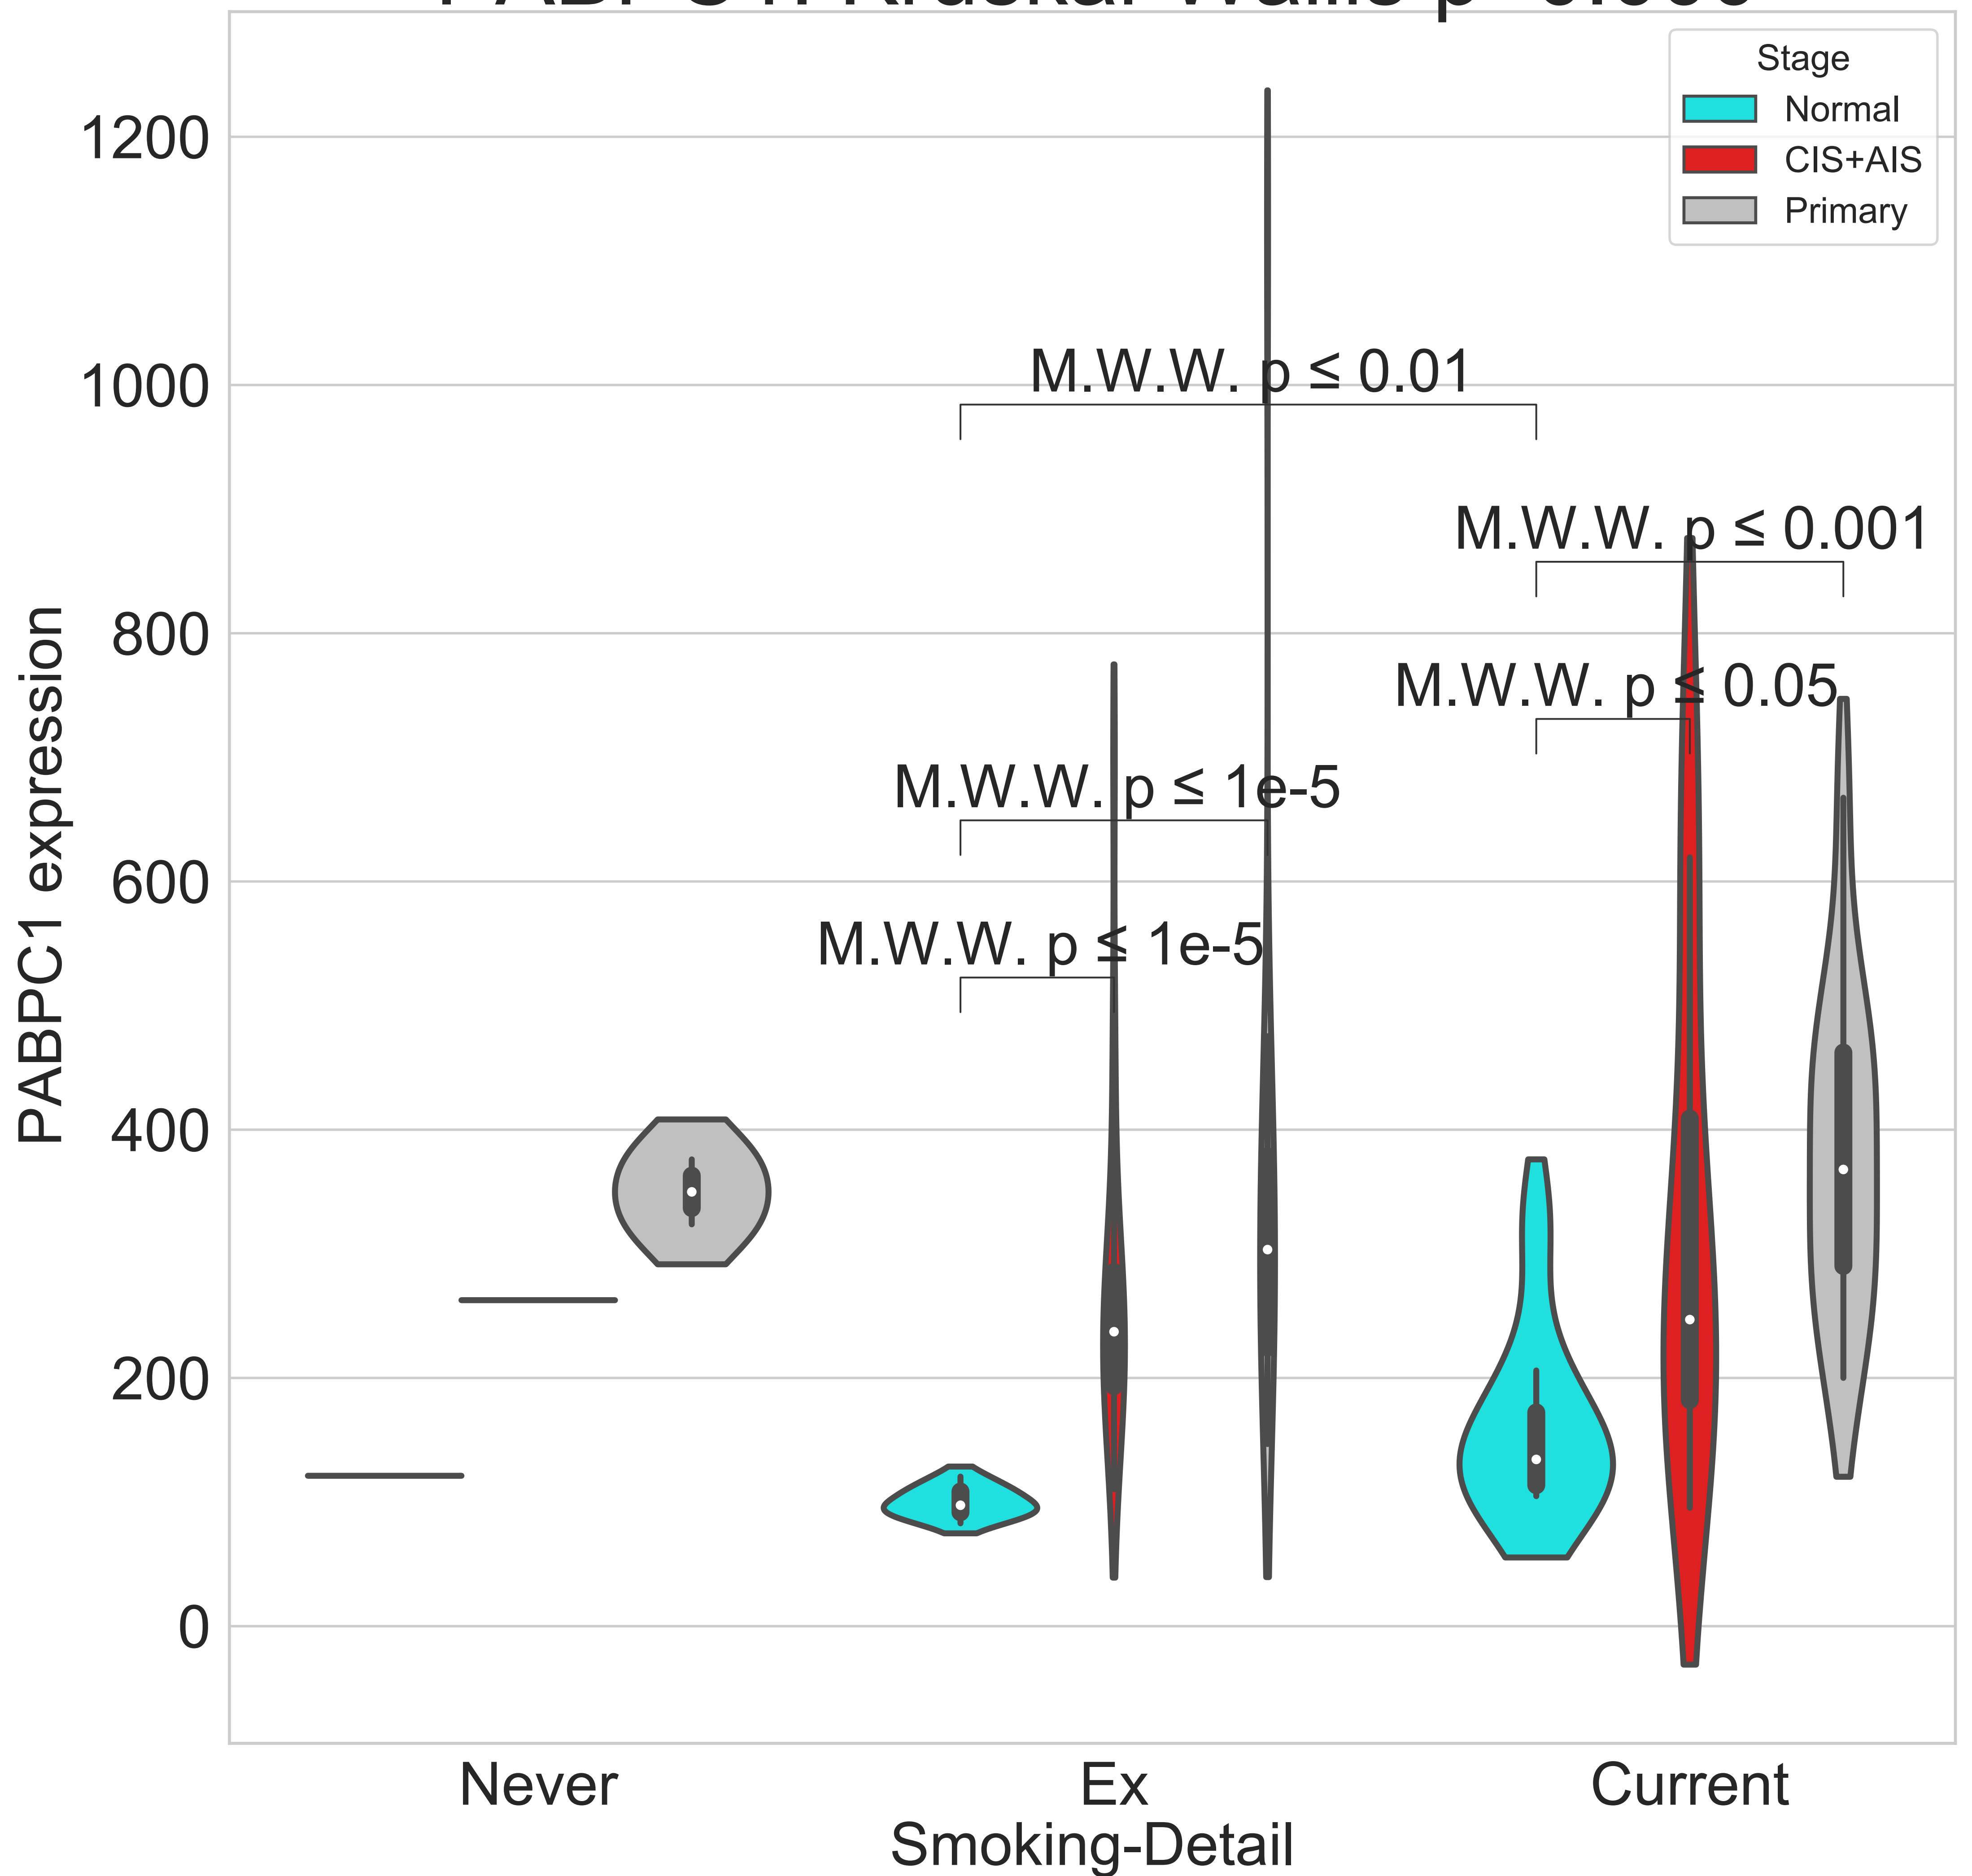 Stage
Normal
CIS+AIS
Primary
1200
1000
800
600
400
200
0
PABPC1 expression
M.W.W. p ≤ 0.01
M.W.W. p ≤ 0.001
M.W.W. p ≤ 0.05
M.W.W. p ≤ 1e-5
M.W.W. p ≤ 1e-5
Never
Ex
Current
Smoking-Detail